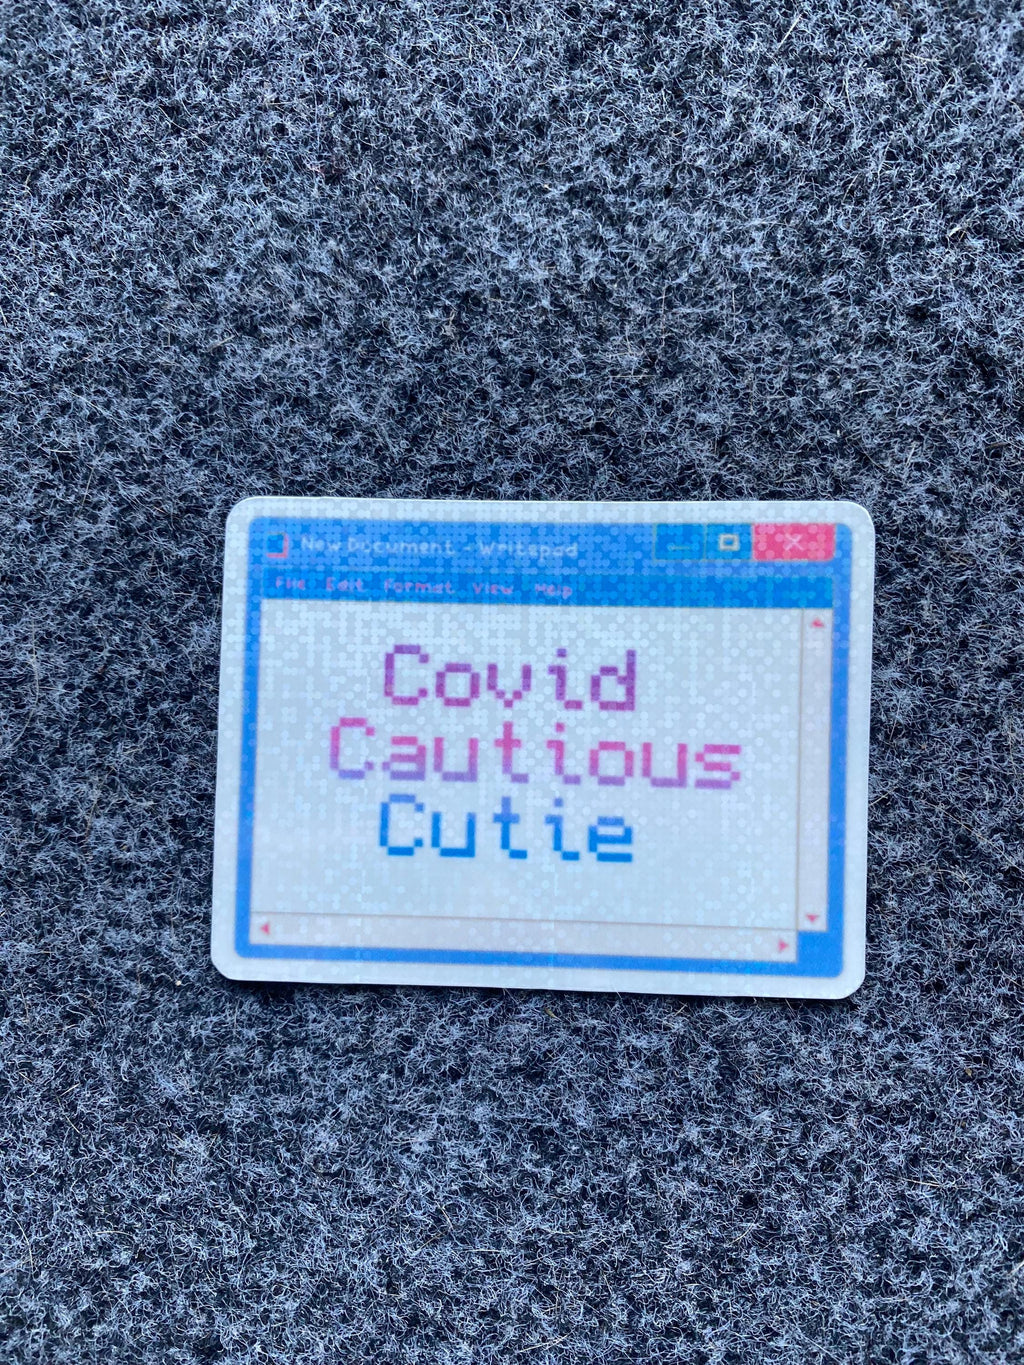 New Document - Writepad
File Edit Format View Help
Covid
Cautious
Cutie